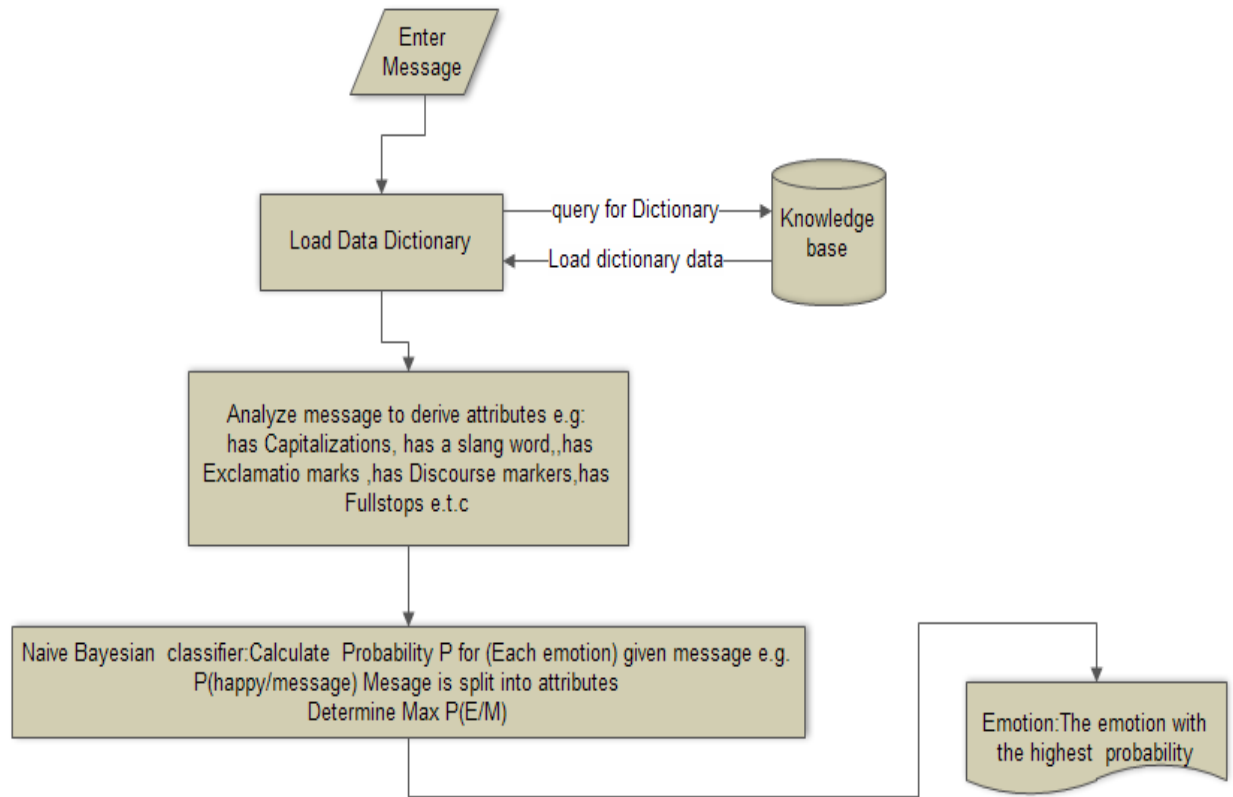 Enter
Message
Load Data Dictionary
query for Dictionary
Load dictionary data
Knowledge
base
Analyze message to derive attributes e.g:
has Capitalizations, has a slang word,,has
Exclamatio marks ,has Discourse markers,has
Fullstops e.t.c
Naive Bayesian classifier:Calculate Probability P for (Each emotion) given message e.g.
P(happy/message) Mesage is split into attributes
Determine Max P(E/M)
Emotion:The emotion with
the highest probability